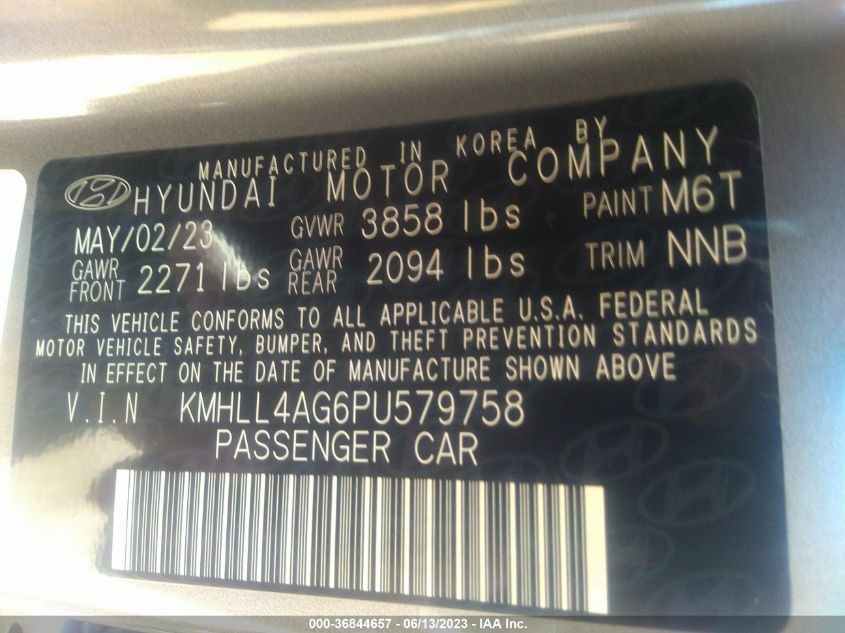 MANUFACTURED IN KOREA BY
HYUNDAI MOTOR COMPANY
MAY/02/23 GVWR 3858 lbs PAINT M6T
GAWR FRONT 2271 lbs GAWR REAR 2094 lbs TRIM NNB
THIS VEHICLE CONFORMS TO ALL APPLICABLE U.S.A. FEDERAL
MOTOR VEHICLE SAFETY, BUMPER, AND THEFT PREVENTION STANDARDS
IN EFFECT ON THE DATE OF MANUFACTURE SHOWN ABOVE
V.I.N KMHLL4AG6PU579758
PASSENGER CAR
000-36844657 - 06/13/2023 - IAA Inc.